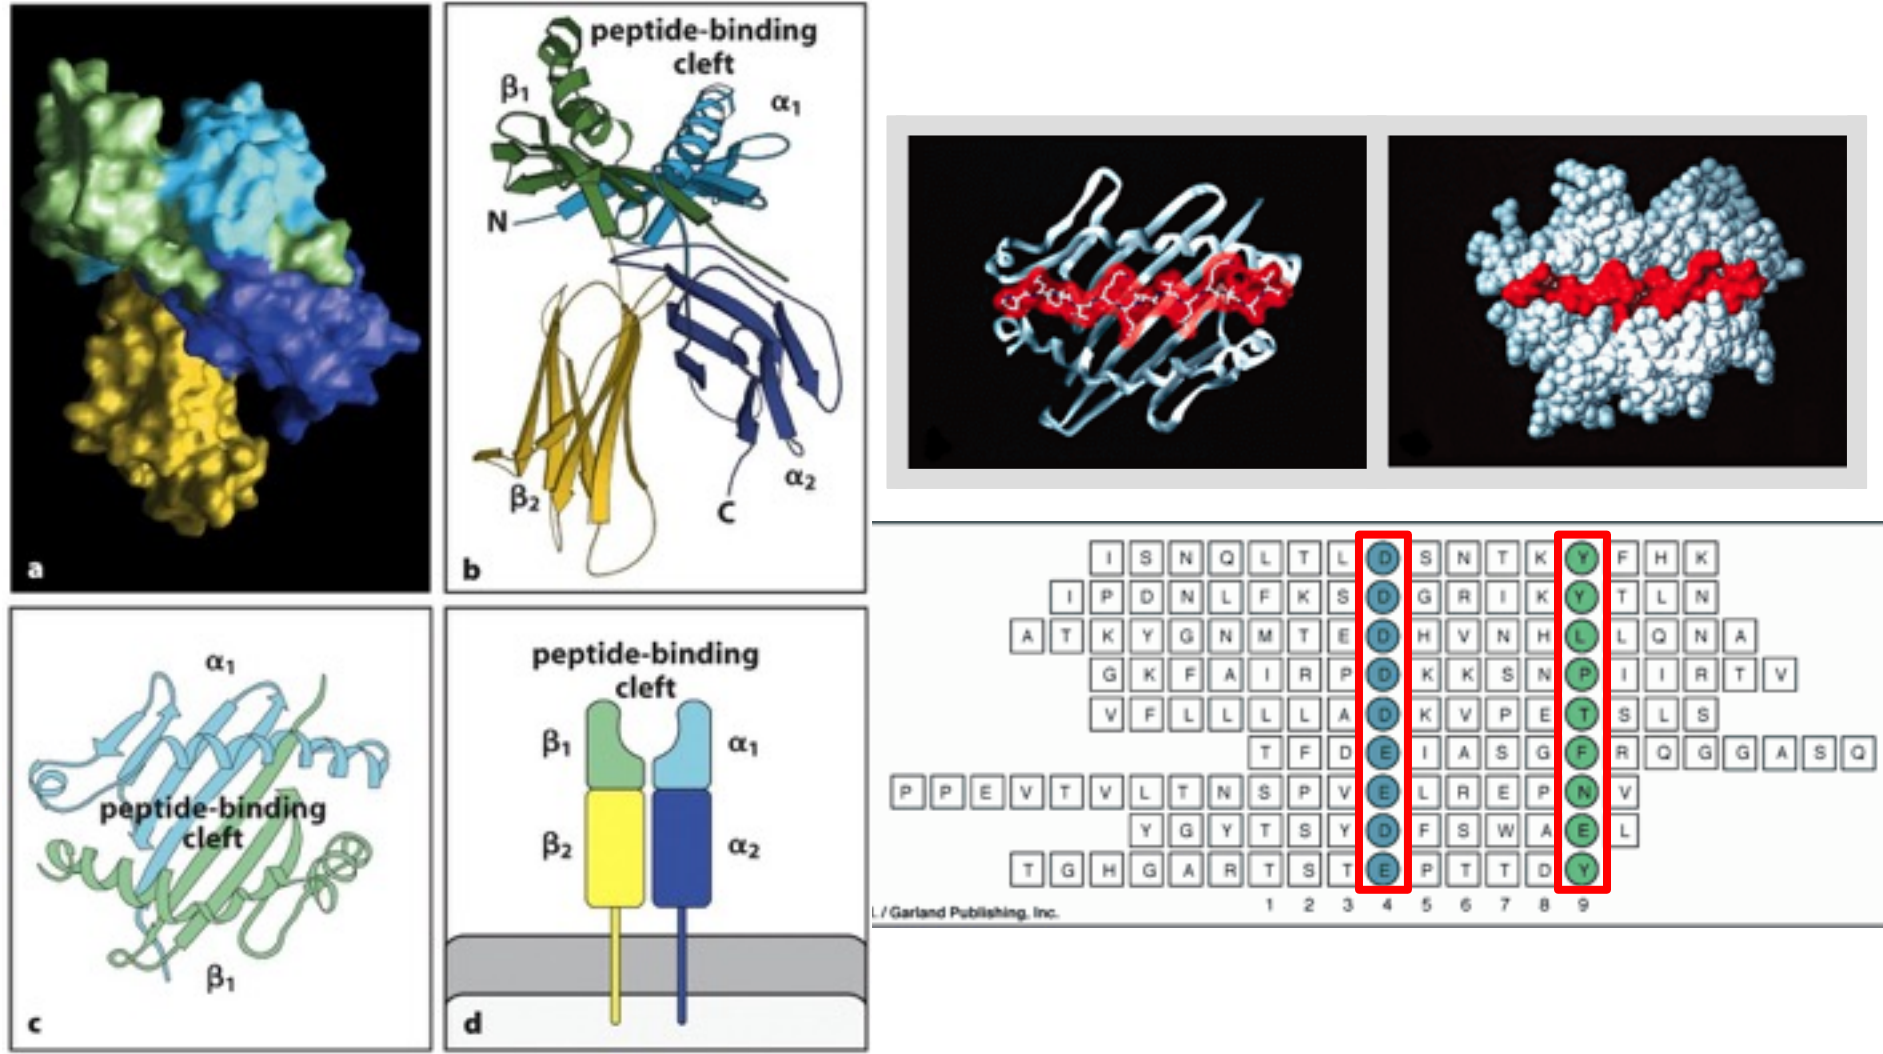 a
peptide-binding
cleft
β1
α1
N
β2
α2
C
b
α1
peptide-binding
cleft
β1
c
peptide-binding
cleft
β1
α1
β2
α2
d
I S N Q L T L D S N T K Y F H K
I P D N L F K S D G R I K Y T L N
A T K Y G N M T E D H V N H L L Q N A
G K F A I R P D K K S N P I I R T V
V F L L L L A D K V P E T S L S
T F D E I A S G F R Q G G A S Q
P P E V T V L T N S P V E L R E P N V
Y G Y T S Y D F S W A E L
T G H G A R T S T E P T T D Y
1 2 3 4 5 6 7 8 9
/ Garland Publishing, Inc.